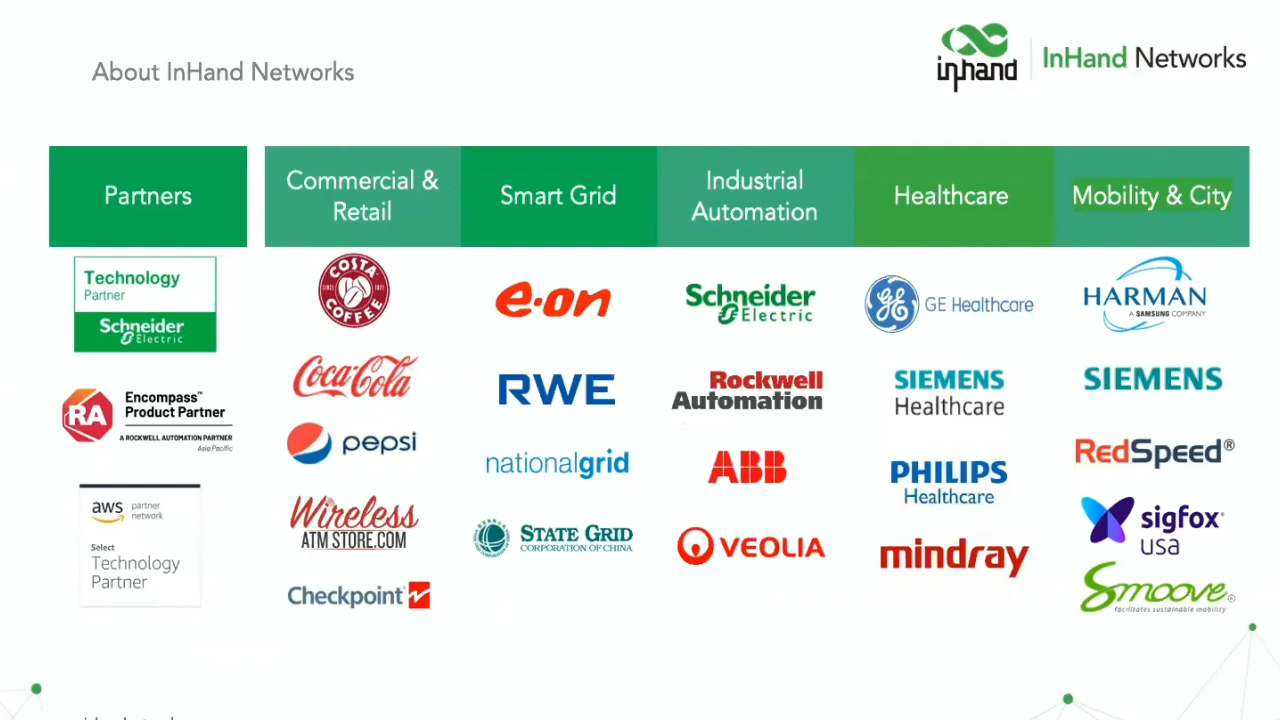 About InHand Networks
inhand
InHand Networks
Partners
Commercial &
Retail
Smart Grid
Industrial
Automation
Healthcare
Mobility & City
Technology
Partner
Schneider
Electric
RA
Encompass™
Product Partner
A ROCKWELL AUTOMATION PARTNER
Asia Pacific
aws partner
network
Select
Technology
Partner
COSTA
SINCE 1971
COFFEE
Coca-Cola
pepsi
Wireless
ATM STORE.COM
Checkpoint
e·on
RWE
nationalgrid
STATE GRID
CORPORATION OF CHINA
Schneider
Electric
Rockwell
Automation
ABB
VEOLIA
GE Healthcare
SIEMENS
Healthcare
PHILIPS
Healthcare
mindray
HARMAN
A SAMSUNG COMPANY
SIEMENS
RedSpeed®
sigfox
usa
Smoove®
facilitates sustainable mobility